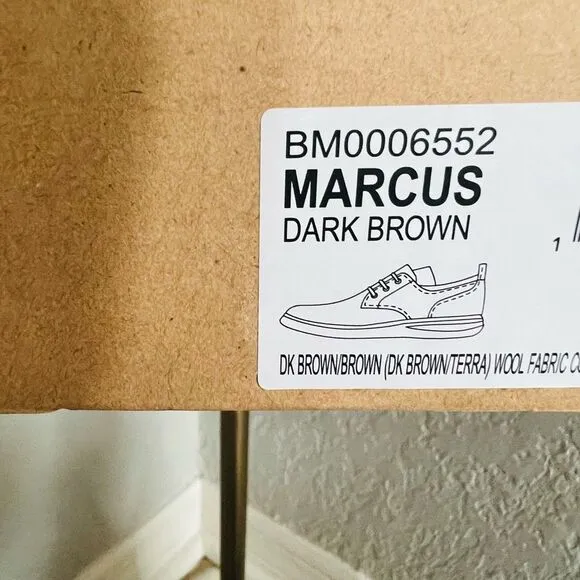 BM0006552
MARCUS
DARK BROWN
1
DK BROWN/BROWN (DK BROWN/TERRA) WOOL FABRIC